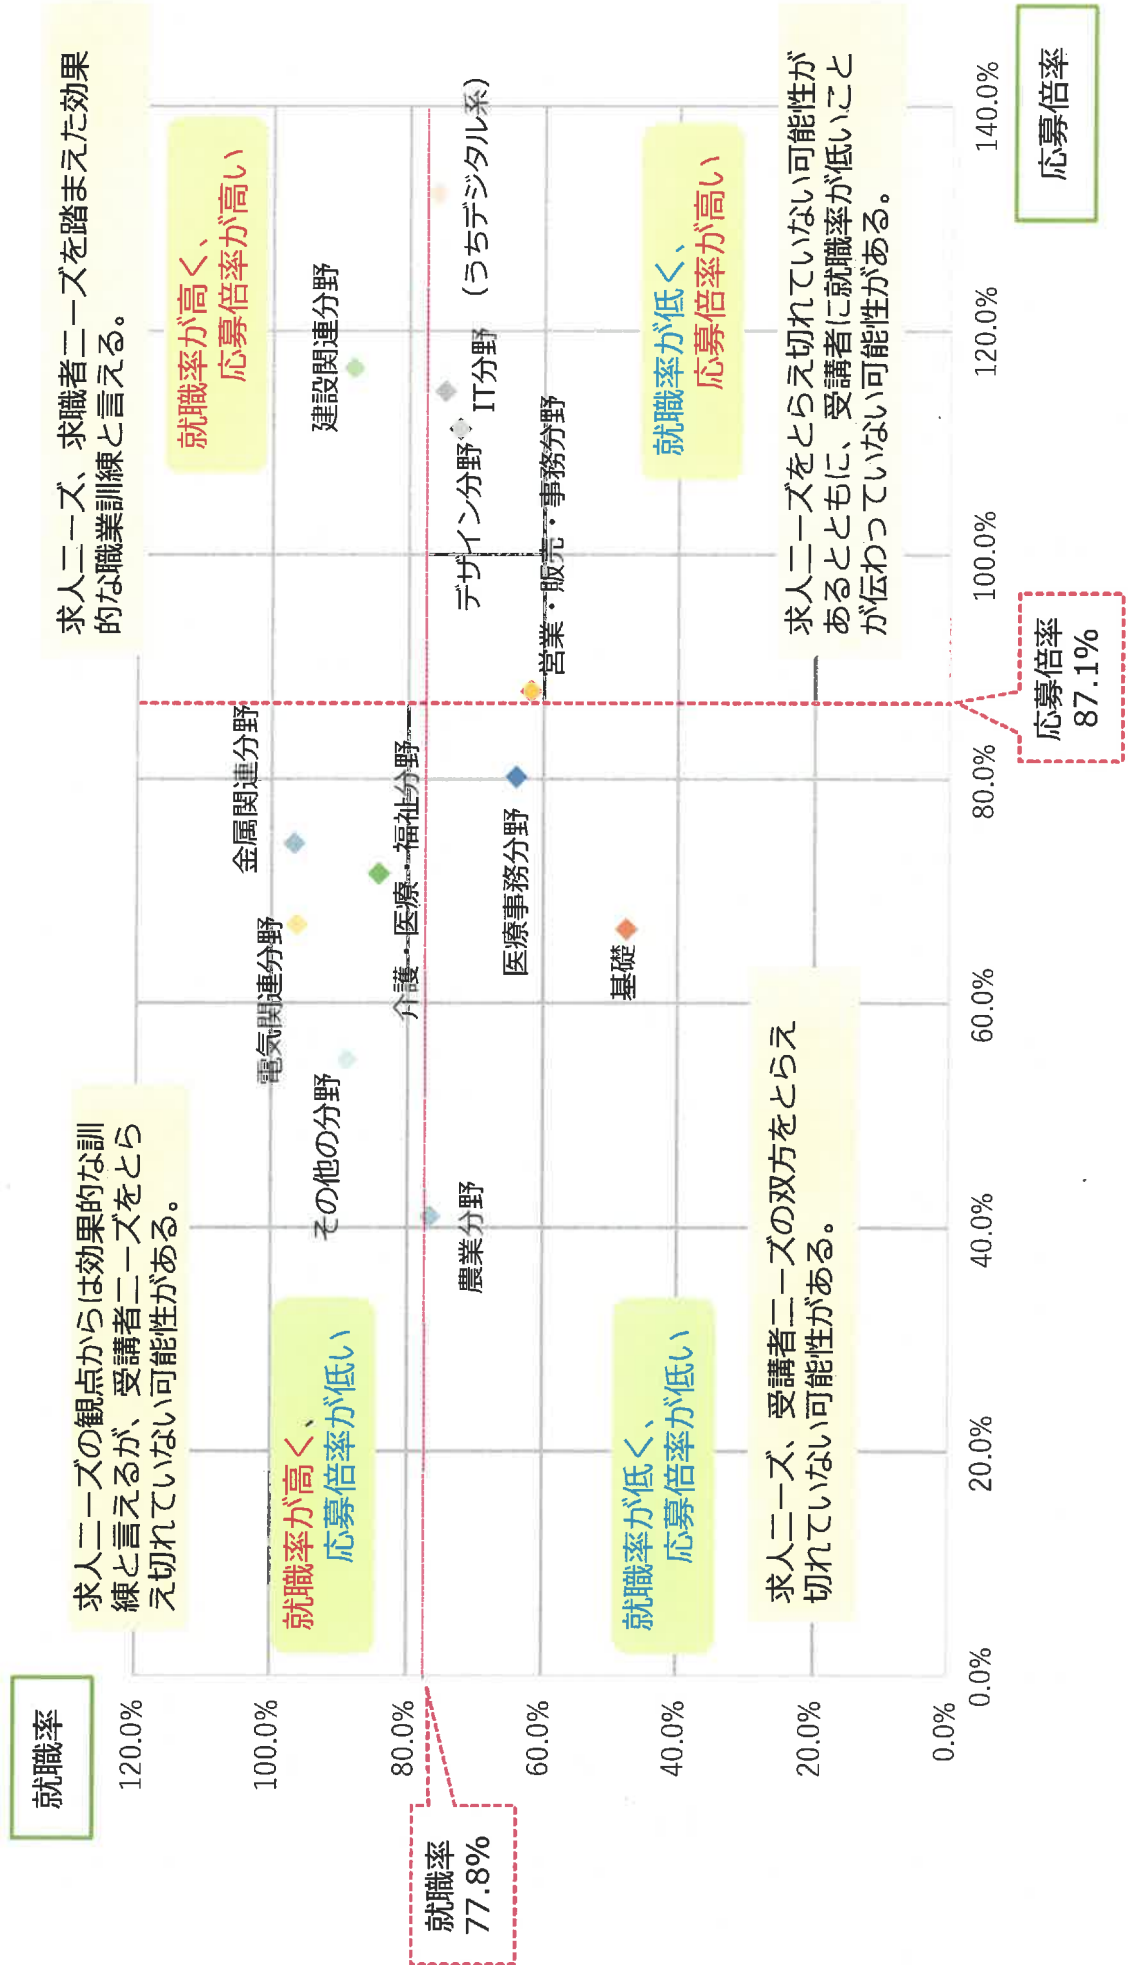 就職率
求人ニーズの観点からは効果的な訓
練と言えるが、受講者ニーズをとら
え切れていない可能性がある。
求人ニーズ、求職者ニーズを踏まえた効果
的な職業訓練と言える。
120.0%
100.0%
80.0%
60.0%
40.0%
20.0%
0.0%
就職率
77.8%
就職率が高く、
応募倍率が低い
就職率が高く、
応募倍率が高い
金属関連分野
電気関連分野
建設関連分野
その他の分野
介護・医療・福祉分野
農業分野
デザイン分野
IT分野
(うちデジタル系)
医療事務分野
営業・販売・事務分野
基礎
就職率が低く、
応募倍率が低い
就職率が低く、
応募倍率が高い
求人ニーズ、受講者ニーズの双方をとらえ
切れていない可能性がある。
求人ニーズをとらえ切れていない可能性が
あるとともに、受講者に就職率が低いこと
が伝わっていない可能性がある。
0.0%
20.0%
40.0%
60.0%
80.0%
100.0%
120.0%
140.0%
応募倍率
87.1%
応募倍率